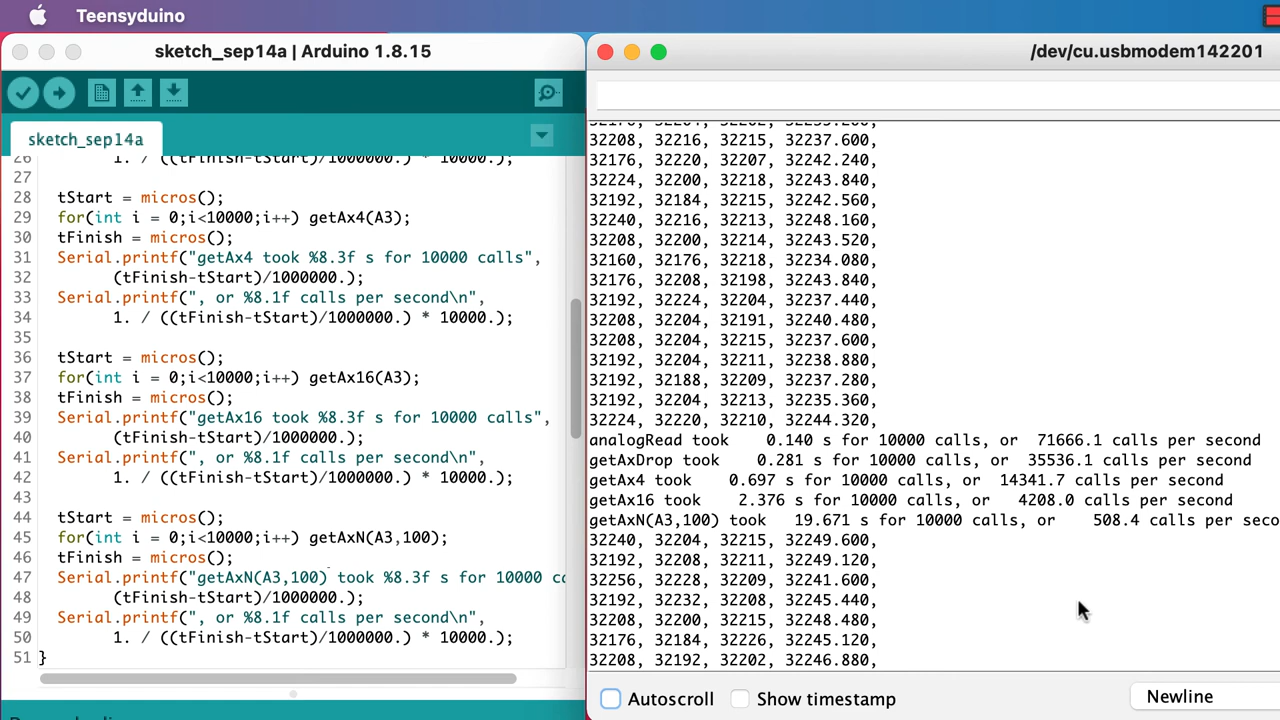 Teensyduino
sketch_sep14a | Arduino 1.8.15
sketch_sep14a
26 1. / ((tFinish-tStart)/1000000.) * 10000.);
27
28 tStart = micros();
29 for(int i = 0;i<10000;i++) getAx4(A3);
30 tFinish = micros();
31 Serial.printf("getAx4 took %8.3f s for 10000 calls",
32 (tFinish-tStart)/1000000.);
33 Serial.printf(", or %8.1f calls per second\n",
34 1. / ((tFinish-tStart)/1000000.) * 10000.);
35
36 tStart = micros();
37 for(int i = 0;i<10000;i++) getAx16(A3);
38 tFinish = micros();
39 Serial.printf("getAx16 took %8.3f s for 10000 calls",
40 (tFinish-tStart)/1000000.);
41 Serial.printf(", or %8.1f calls per second\n",
42 1. / ((tFinish-tStart)/1000000.) * 10000.);
43
44 tStart = micros();
45 for(int i = 0;i<10000;i++) getAxN(A3,100);
46 tFinish = micros();
47 Serial.printf("getAxN(A3,100) took %8.3f s for 10000 c
48 (tFinish-tStart)/1000000.);
49 Serial.printf(", or %8.1f calls per second\n",
50 1. / ((tFinish-tStart)/1000000.) * 10000.);
51 }
/dev/cu.usbmodem142201
32208, 32216, 32215, 32237.600,
32176, 32220, 32207, 32242.240,
32224, 32200, 32218, 32243.840,
32192, 32184, 32215, 32242.560,
32240, 32216, 32213, 32248.160,
32208, 32200, 32214, 32243.520,
32160, 32176, 32218, 32234.080,
32176, 32208, 32198, 32243.840,
32192, 32224, 32204, 32237.440,
32208, 32204, 32191, 32240.480,
32208, 32204, 32215, 32237.600,
32192, 32204, 32211, 32238.880,
32192, 32188, 32209, 32237.280,
32192, 32204, 32213, 32235.360,
32224, 32220, 32210, 32244.320,
analogRead took 0.140 s for 10000 calls, or 71666.1 calls per second
getAxDrop took 0.281 s for 10000 calls, or 35536.1 calls per second
getAx4 took 0.697 s for 10000 calls, or 14341.7 calls per second
getAx16 took 2.376 s for 10000 calls, or 4208.0 calls per second
getAxN(A3,100) took 19.671 s for 10000 calls, or 508.4 calls per seco
32240, 32204, 32215, 32249.600,
32192, 32208, 32211, 32249.120,
32256, 32228, 32209, 32241.600,
32192, 32232, 32208, 32245.440,
32208, 32200, 32215, 32248.480,
32176, 32184, 32226, 32245.120,
32208, 32192, 32202, 32246.880,
Autoscroll
Show timestamp
Newline